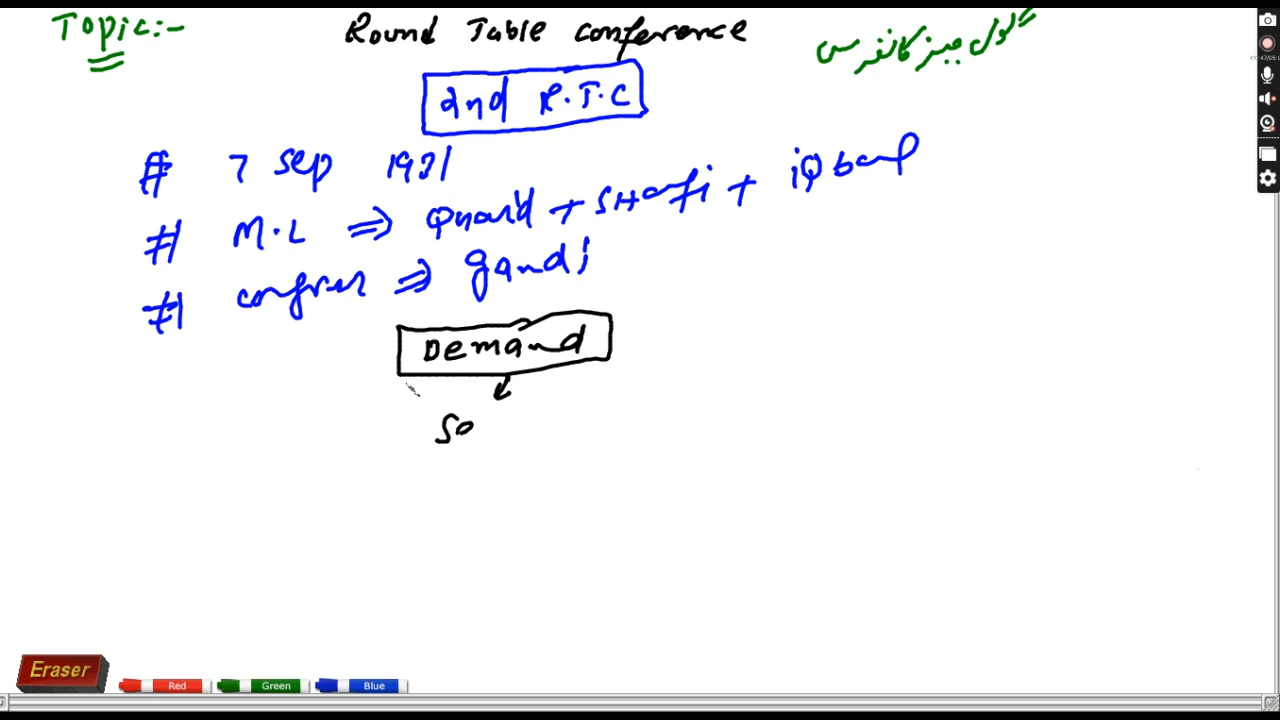 Topic:- Round Table conference گول میز کانفرس
2nd R.T.C
# 7 Sep 1931
# M.L ⇒ Quaid + SHafi + iQbal
# congress ⇒ gandi
Demand
So
Eraser Red Green Blue